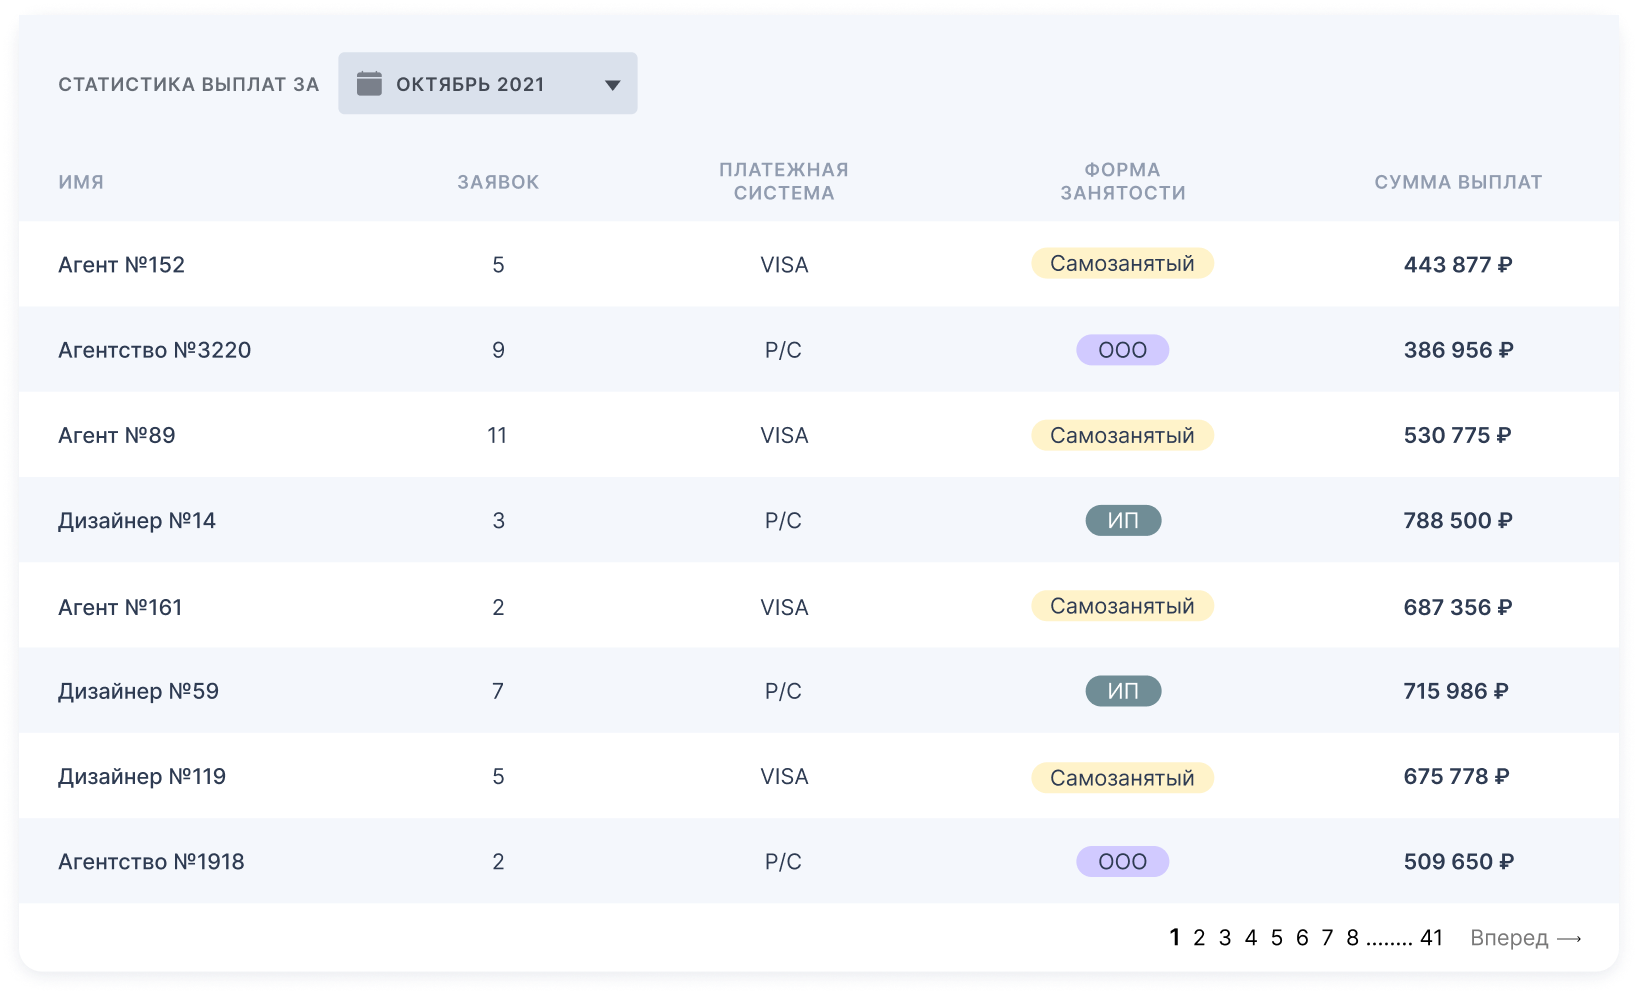 СТАТИСТИКА ВЫПЛАТ ЗА ОКТЯБРЬ 2021
ИМЯ ЗАЯВОК ПЛАТЕЖНАЯ СИСТЕМА ФОРМА ЗАНЯТОСТИ СУММА ВЫПЛАТ
Агент №152 5 VISA Самозанятый 443 877 ₽
Агентство №3220 9 Р/С ООО 386 956 ₽
Агент №89 11 VISA Самозанятый 530 775 ₽
Дизайнер №14 3 Р/С ИП 788 500 ₽
Агент №161 2 VISA Самозанятый 687 356 ₽
Дизайнер №59 7 Р/С ИП 715 986 ₽
Дизайнер №119 5 VISA Самозанятый 675 778 ₽
Агентство №1918 2 Р/С ООО 509 650 ₽
1 2 3 4 5 6 7 8 ........ 41 Вперед →